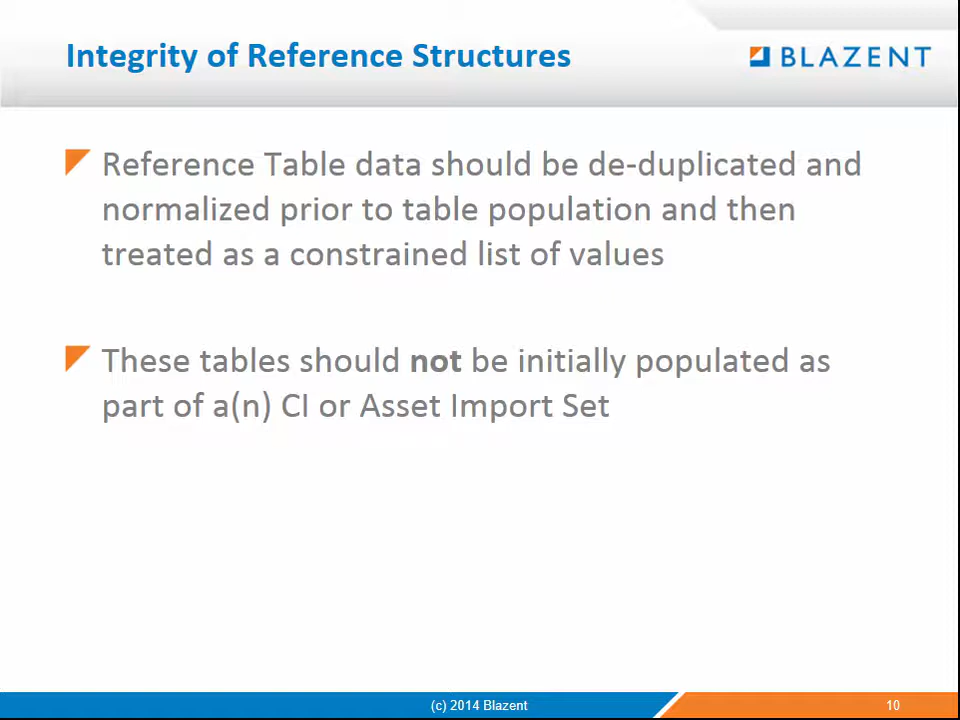 Integrity of Reference Structures
BLAZENT
Reference Table data should be de-duplicated and
normalized prior to table population and then
treated as a constrained list of values
These tables should not be initially populated as
part of a(n) CI or Asset Import Set
(c) 2014 Blazent
10